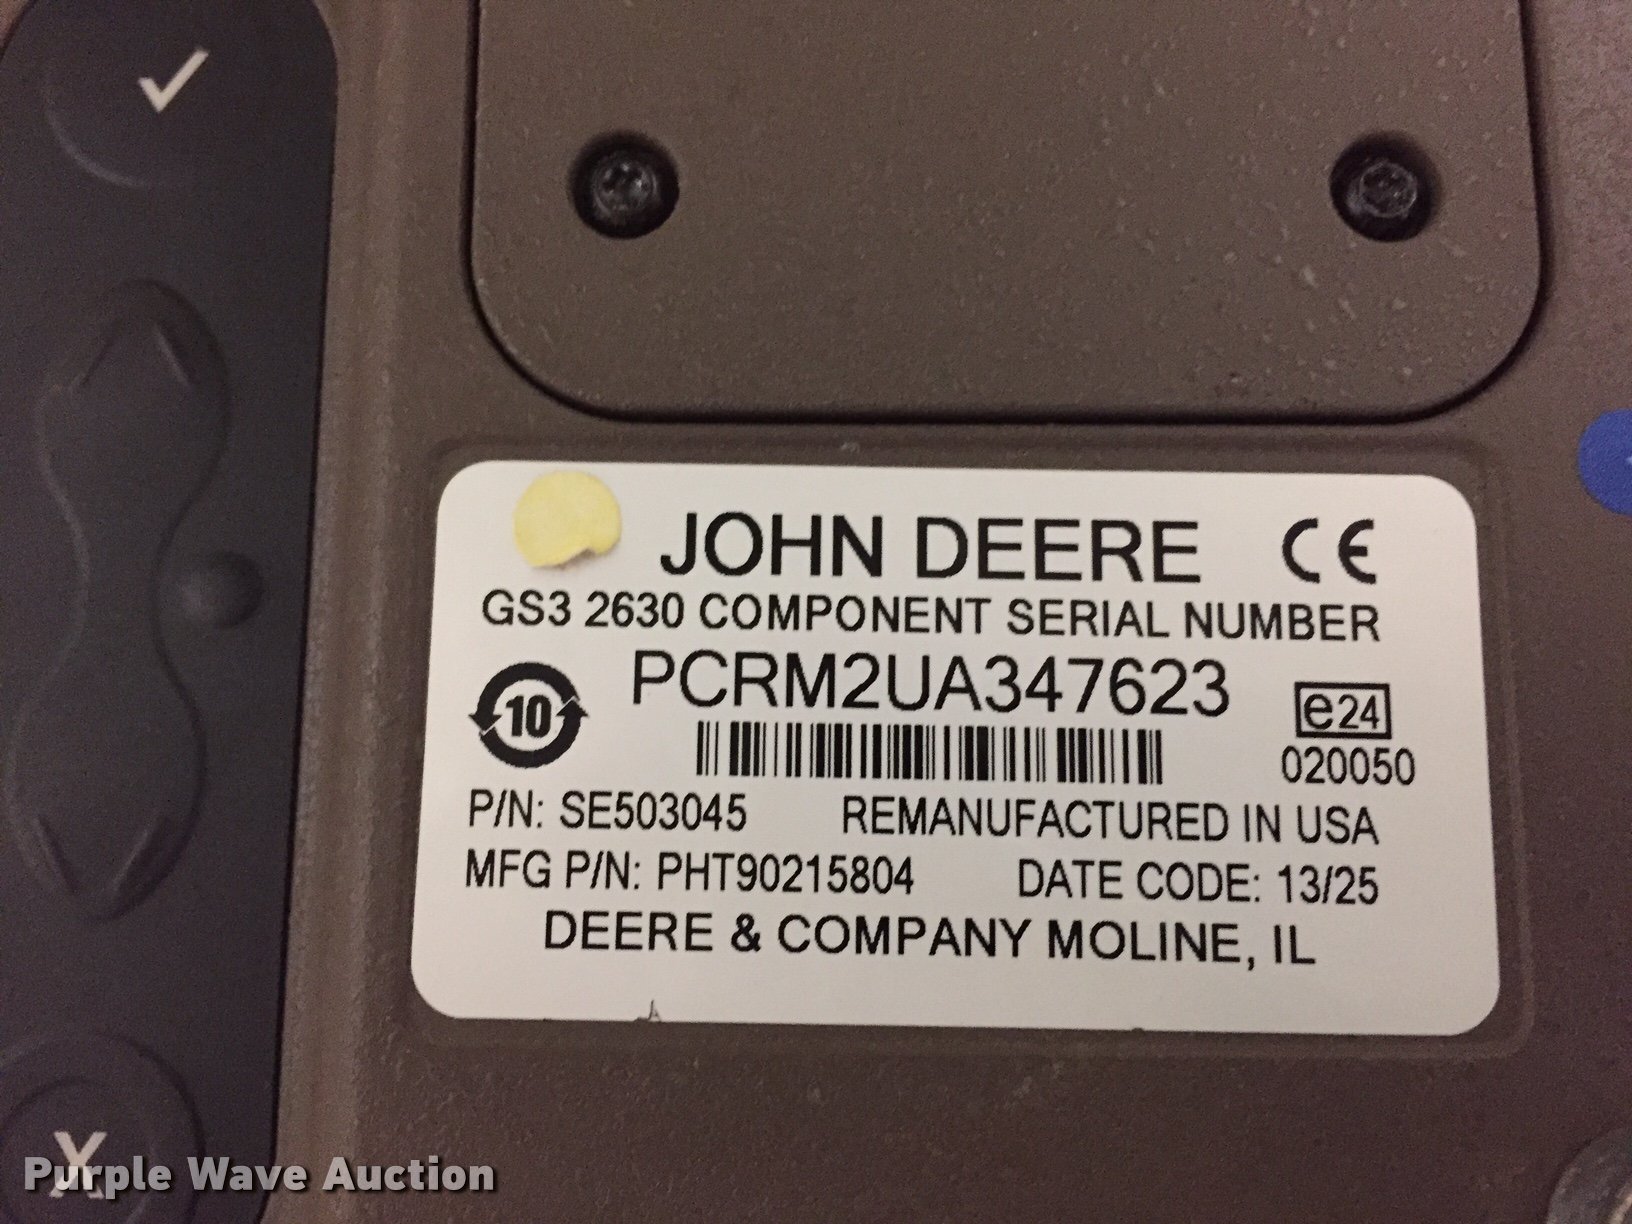 JOHN DEERE CE
GS3 2630 COMPONENT SERIAL NUMBER
PCRM2UA347623
10
e24
020050
P/N: SE503045 REMANUFACTURED IN USA
MFG P/N: PHT90215804 DATE CODE: 13/25
DEERE & COMPANY MOLINE, IL
X
Purple Wave Auction